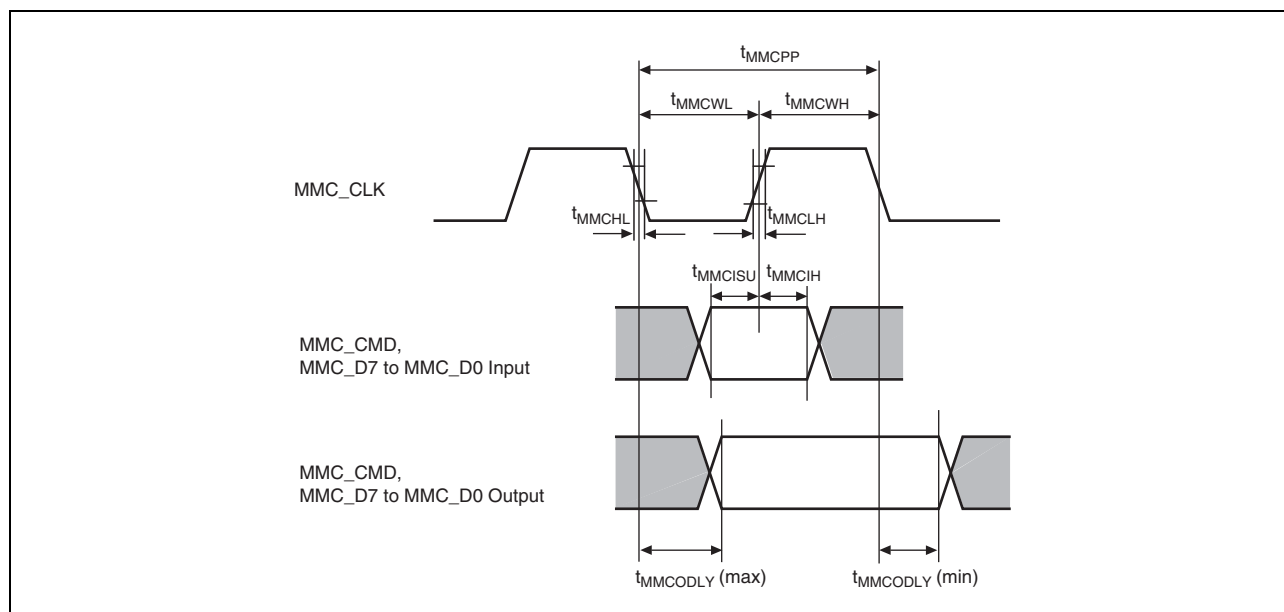 tMMCPP
tMMCWL tMMCWH
MMC_CLK
tMMCHL tMMCLH
tMMCISU tMMCIH
MMC_CMD,
MMC_D7 to MMC_D0 Input
MMC_CMD,
MMC_D7 to MMC_D0 Output
tMMCODLY (max) tMMCODLY (min)